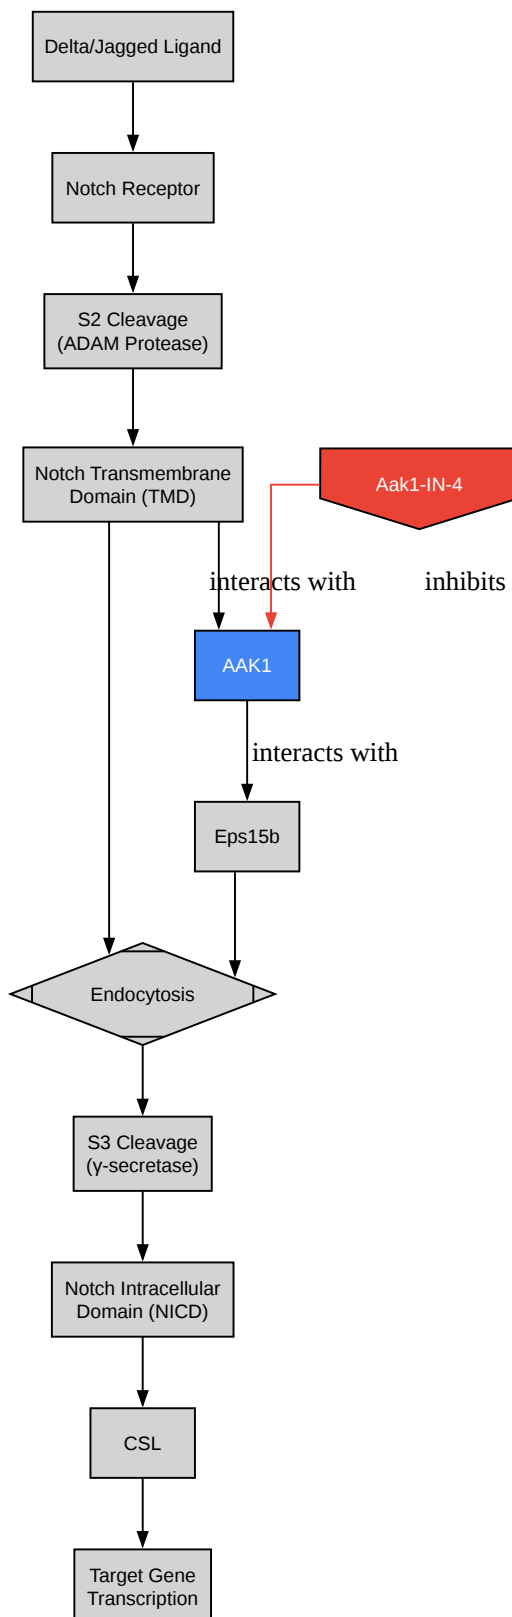 Delta/Jagged Ligand
Notch Receptor
S2 Cleavage
(ADAM Protease)
Notch Transmembrane
Domain (TMD)
Aak1-IN-4
interacts with
inhibits
AAK1
interacts with
Eps15b
Endocytosis
S3 Cleavage
(γ-secretase)
Notch Intracellular
Domain (NICD)
CSL
Target Gene
Transcription